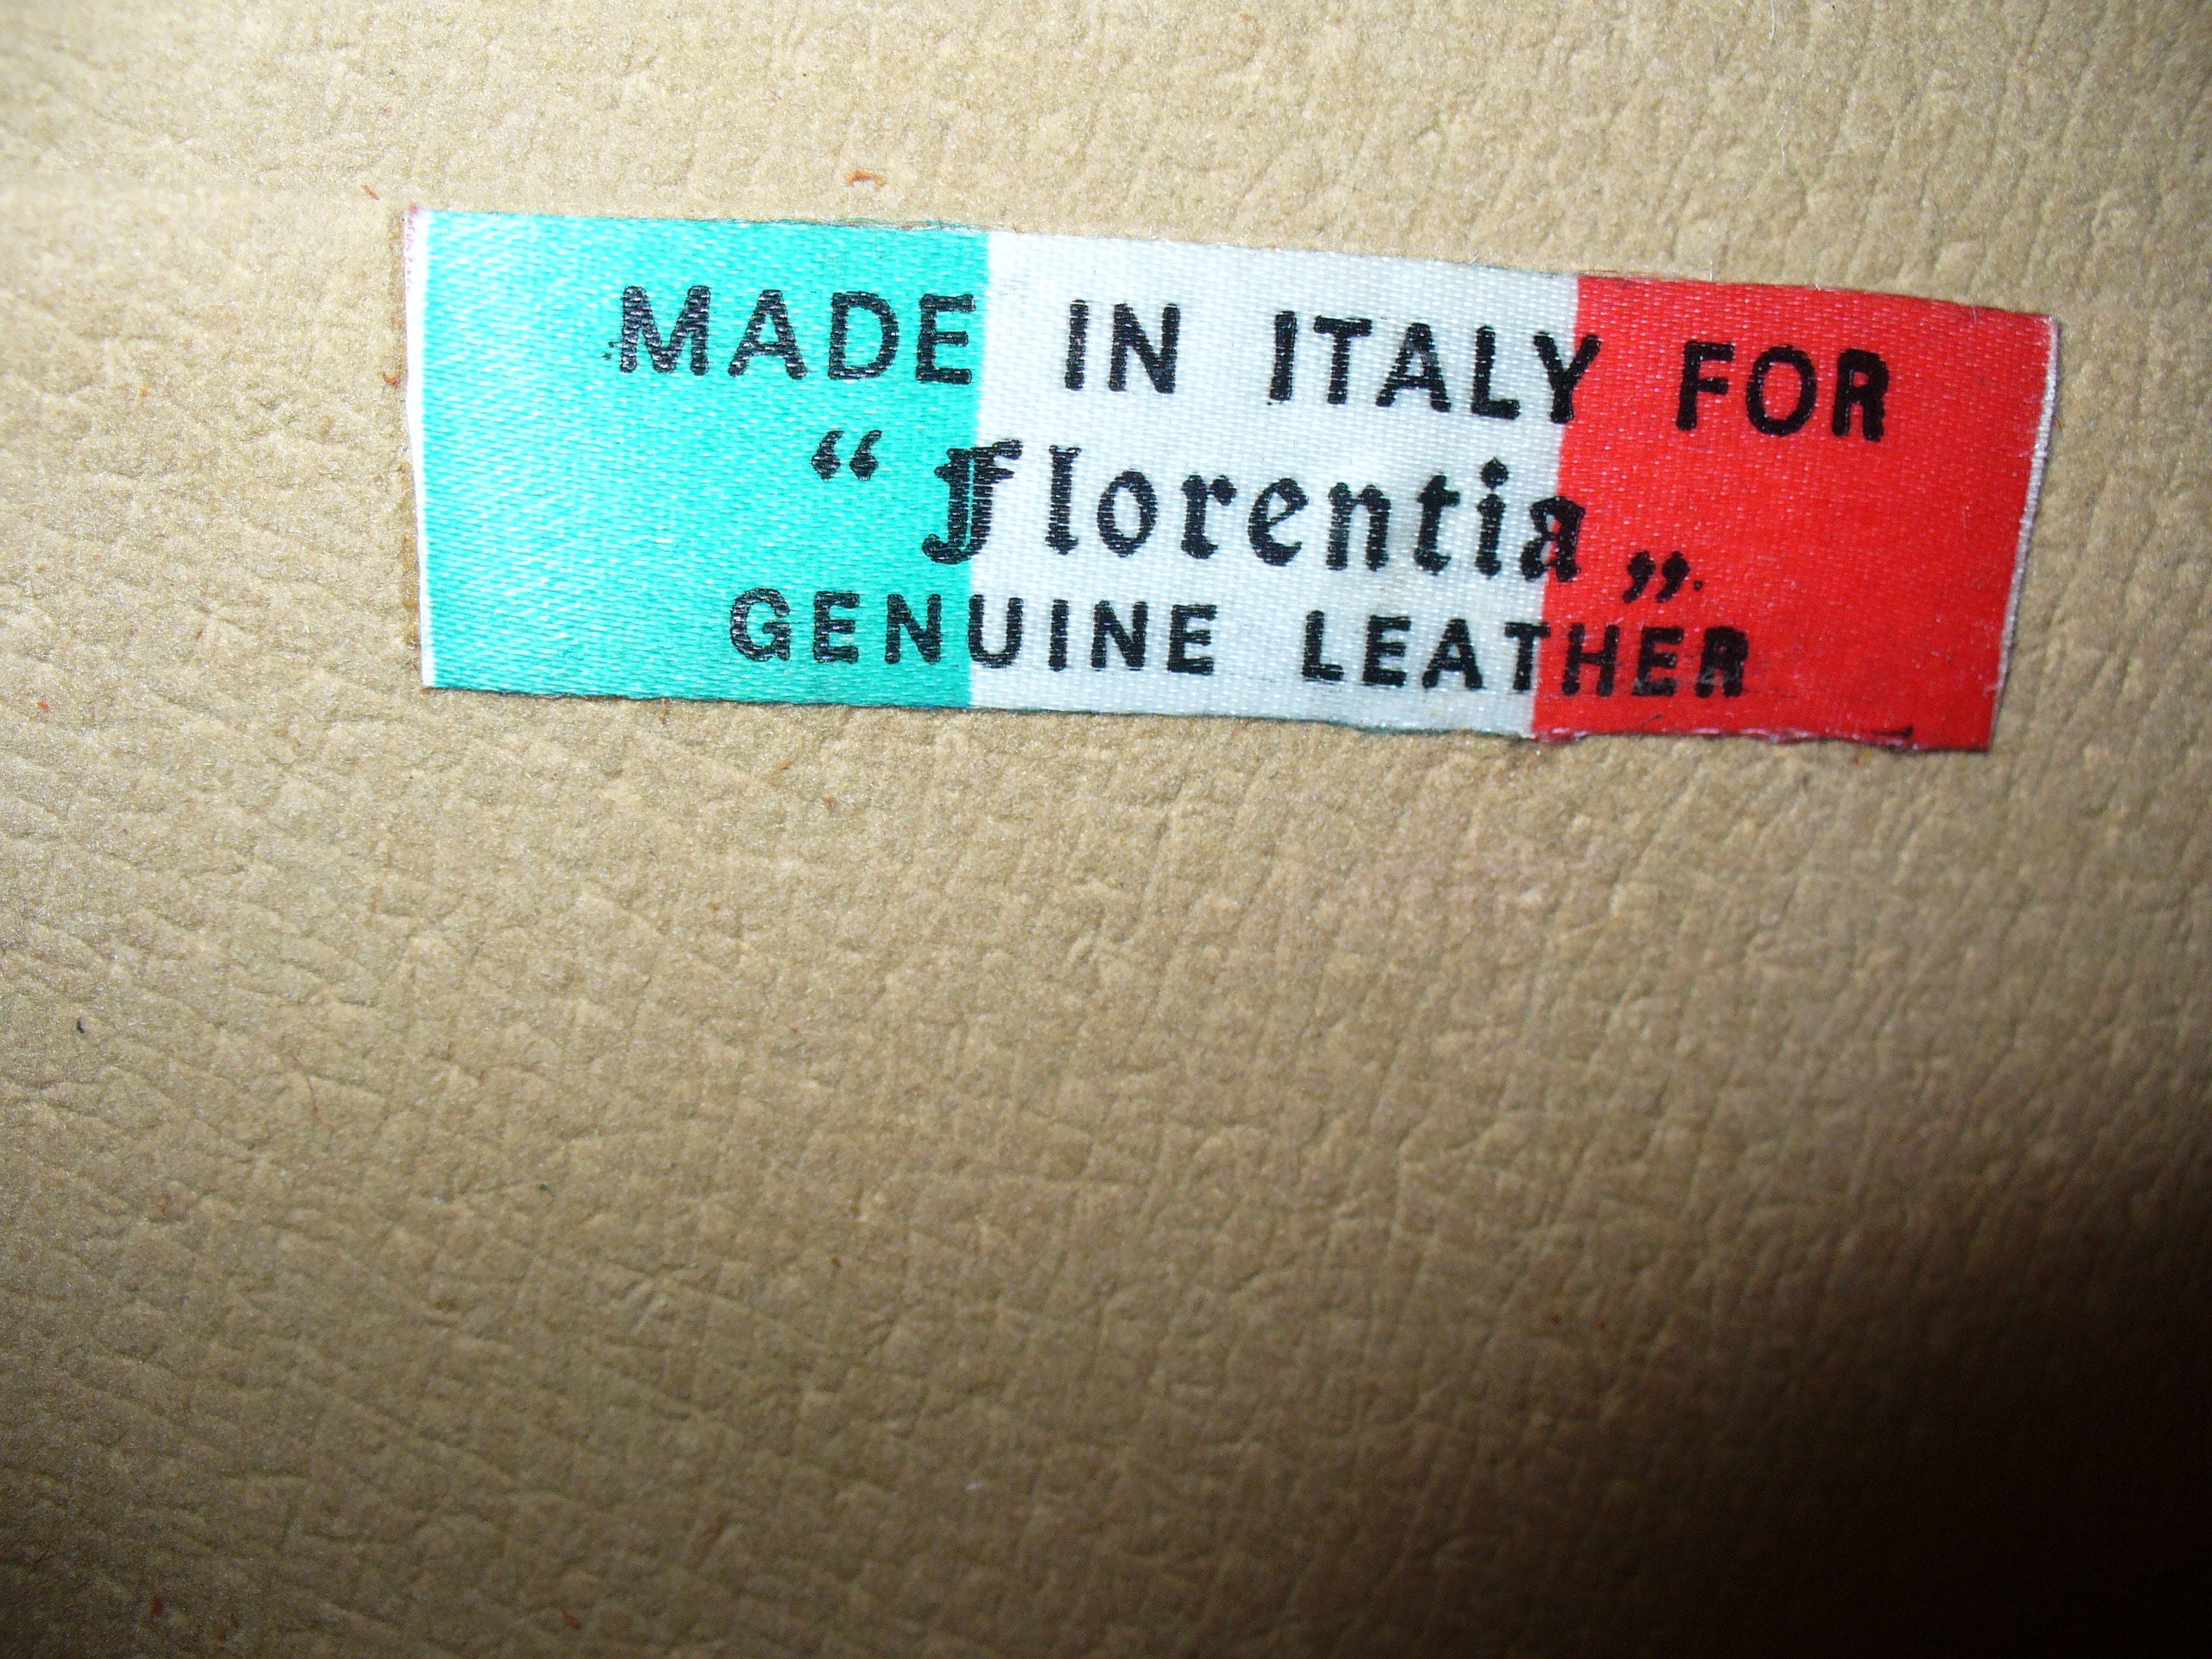 MADE IN ITALY FOR
“ Florentia „
GENUINE LEATHER